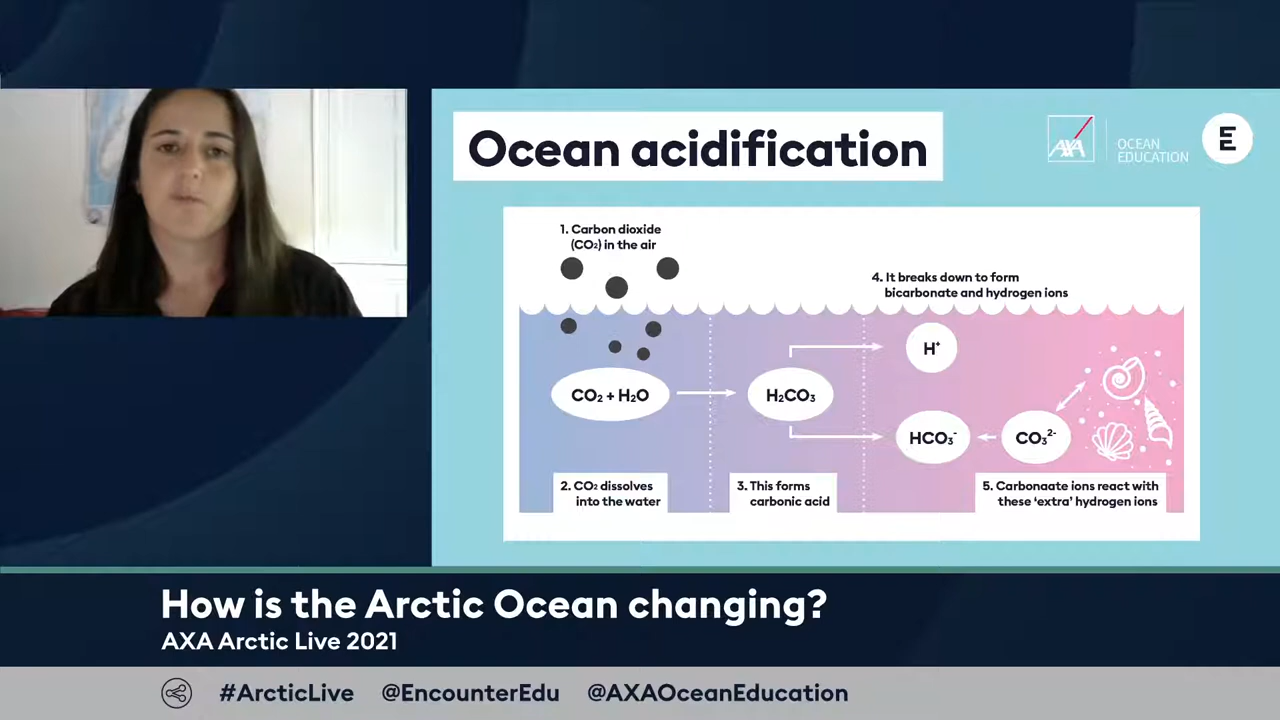 Ocean acidification
AXA
OCEAN
EDUCATION
E
1. Carbon dioxide
(CO₂) in the air
4. It breaks down to form
bicarbonate and hydrogen ions
H⁺
CO₂ + H₂O
H₂CO₃
HCO₃⁻
CO₃²⁻
2. CO₂ dissolves
into the water
3. This forms
carbonic acid
5. Carbonaate ions react with
these ‘extra’ hydrogen ions
How is the Arctic Ocean changing?
AXA Arctic Live 2021
#ArcticLive @EncounterEdu @AXAOceanEducation